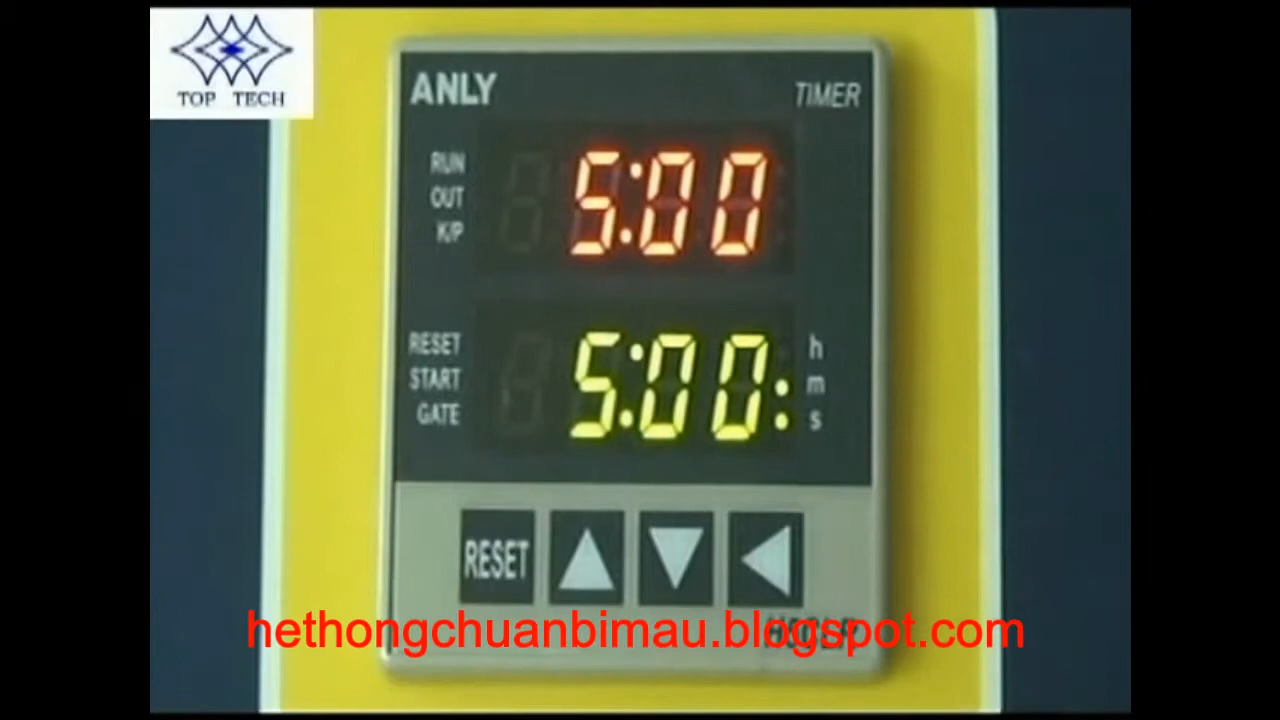 TOP TECH
ANLY
TIMER
RUN
OUT
K/P
5:00
RESET
START
GATE
5:00:
h
m
s
RESET
hethongchuanbimau.blogspot.com